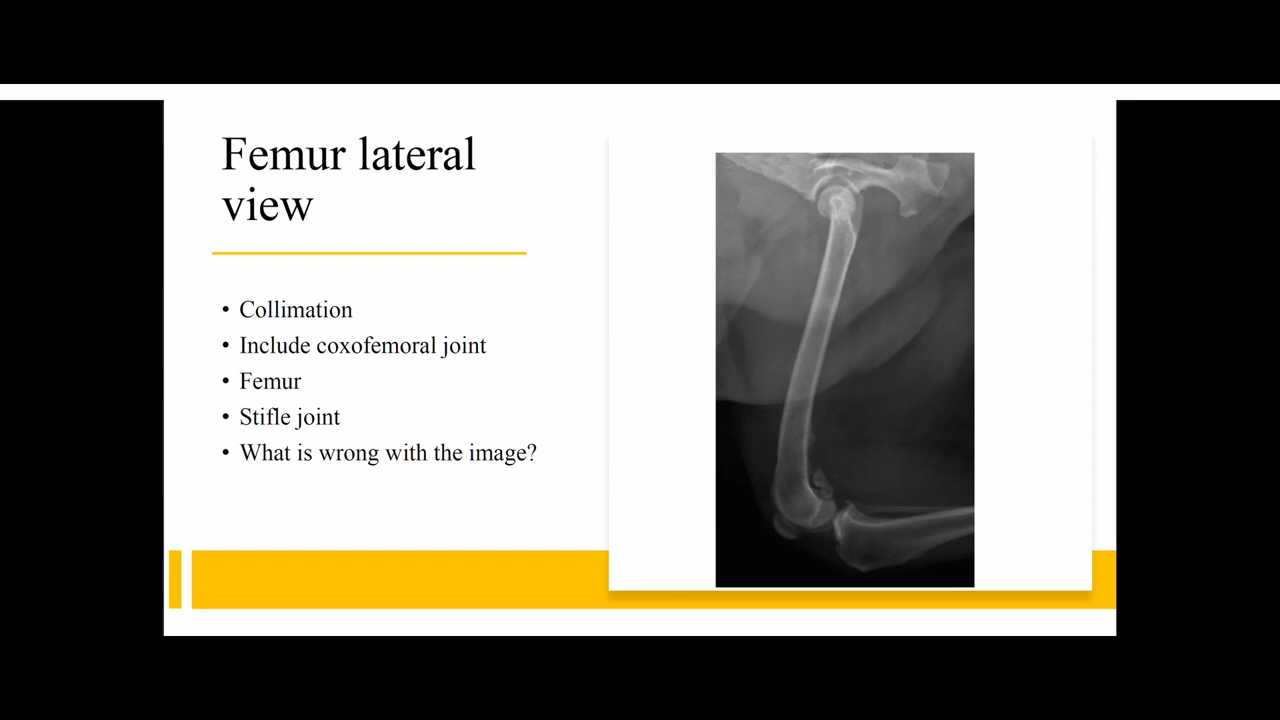 Femur lateral
view
• Collimation
• Include coxofemoral joint
• Femur
• Stifle joint
• What is wrong with the image?